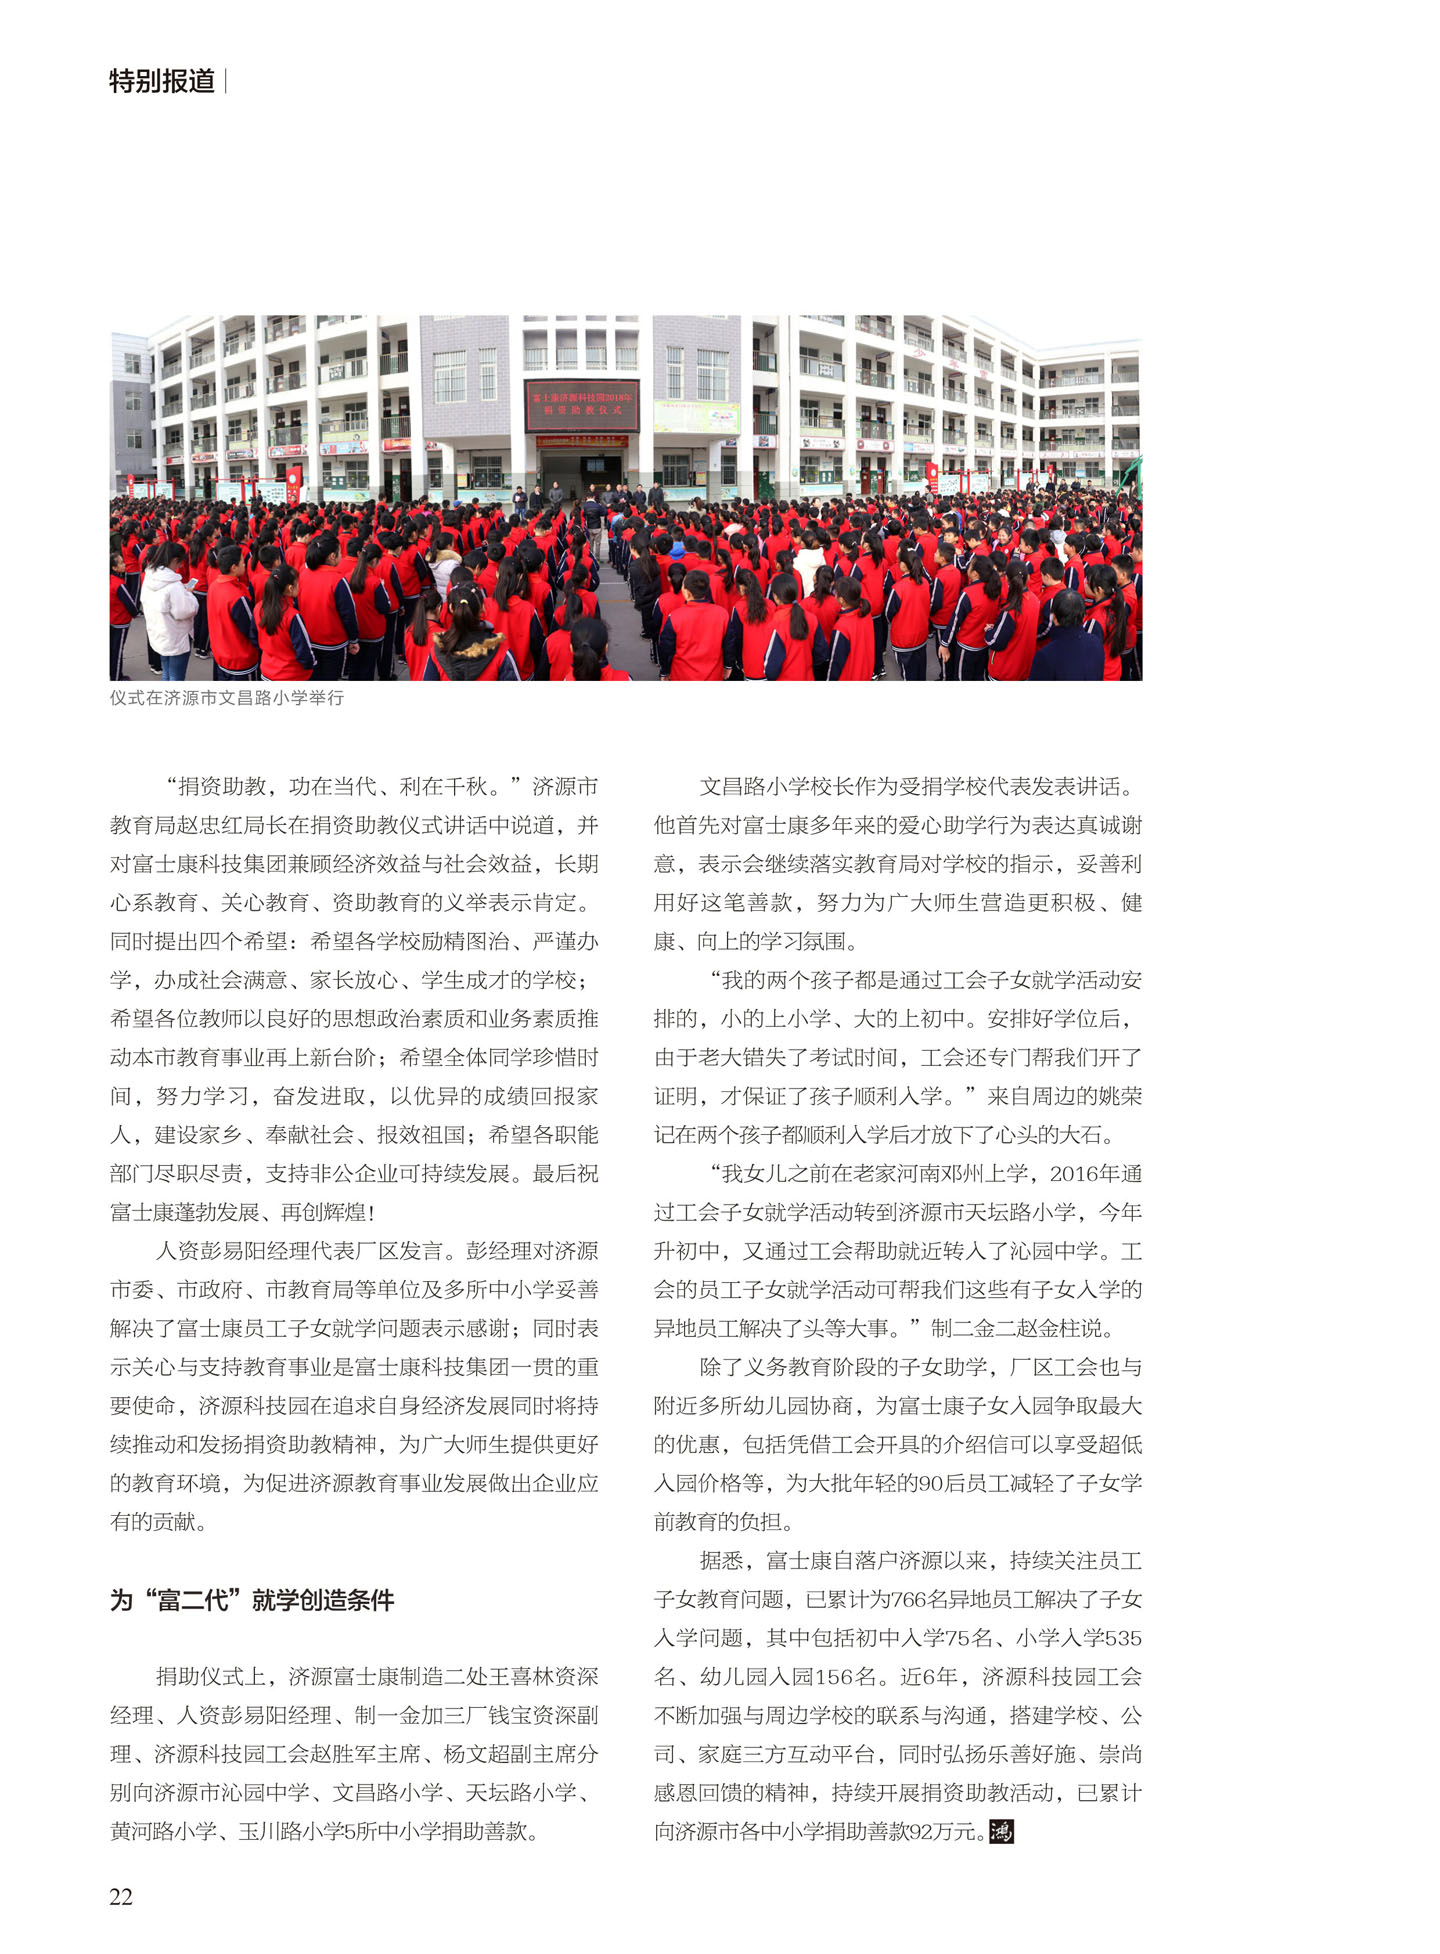 特别报道
富士康济源科技园2018年
捐资助教仪式
仪式在济源市文昌路小学举行
“捐资助教，功在当代、利在千秋。”济源市
教育局赵忠红局长在捐资助教仪式讲话中说道，并
对富士康科技集团兼顾经济效益与社会效益，长期
心系教育、关心教育、资助教育的义举表示肯定。
同时提出四个希望：希望各学校励精图治、严谨办
学，办成社会满意、家长放心、学生成才的学校；
希望各位教师以良好的思想政治素质和业务素质推
动本市教育事业再上新台阶；希望全体同学珍惜时
间，努力学习，奋发进取，以优异的成绩回报家
人，建设家乡、奉献社会、报效祖国；希望各职能
部门尽职尽责，支持非公企业可持续发展。最后祝
富士康蓬勃发展、再创辉煌！
人资彭易阳经理代表厂区发言。彭经理对济源
市委、市政府、市教育局等单位及多所中小学妥善
解决了富士康员工子女就学问题表示感谢；同时表
示关心与支持教育事业是富士康科技集团一贯的重
要使命，济源科技园在追求自身经济发展同时将持
续推动和发扬捐资助教精神，为广大师生提供更好
的教育环境，为促进济源教育事业发展做出企业应
有的贡献。
为“富二代”就学创造条件
捐助仪式上，济源富士康制造二处王喜林资深
经理、人资彭易阳经理、制一金加三厂钱宝资深副
理、济源科技园工会赵胜军主席、杨文超副主席分
别向济源市沁园中学、文昌路小学、天坛路小学、
黄河路小学、玉川路小学5所中小学捐助善款。
文昌路小学校长作为受捐学校代表发表讲话。
他首先对富士康多年来的爱心助学行为表达真诚谢
意，表示会继续落实教育局对学校的指示，妥善利
用好这笔善款，努力为广大师生营造更积极、健
康、向上的学习氛围。
“我的两个孩子都是通过工会子女就学活动安
排的，小的上小学、大的上初中。安排好学位后，
由于老大错失了考试时间，工会还专门帮我们开了
证明，才保证了孩子顺利入学。”来自周边的姚荣
记在两个孩子都顺利入学后才放下了心头的大石。
“我女儿之前在老家河南邓州上学，2016年通
过工会子女就学活动转到济源市天坛路小学，今年
升初中，又通过工会帮助就近转入了沁园中学。工
会的员工子女就学活动可帮我们这些有子女入学的
异地员工解决了头等大事。”制二金二赵金柱说。
除了义务教育阶段的子女助学，厂区工会也与
附近多所幼儿园协商，为富士康子女入园争取最大
的优惠，包括凭借工会开具的介绍信可以享受超低
入园价格等，为大批年轻的90后员工减轻了子女学
前教育的负担。
据悉，富士康自落户济源以来，持续关注员工
子女教育问题，已累计为766名异地员工解决了子女
入学问题，其中包括初中入学75名、小学入学535
名、幼儿园入园156名。近6年，济源科技园工会
不断加强与周边学校的联系与沟通，搭建学校、公
司、家庭三方互动平台，同时弘扬乐善好施、崇尚
感恩回馈的精神，持续开展捐资助教活动，已累计
向济源市各中小学捐助善款92万元。鸿
22